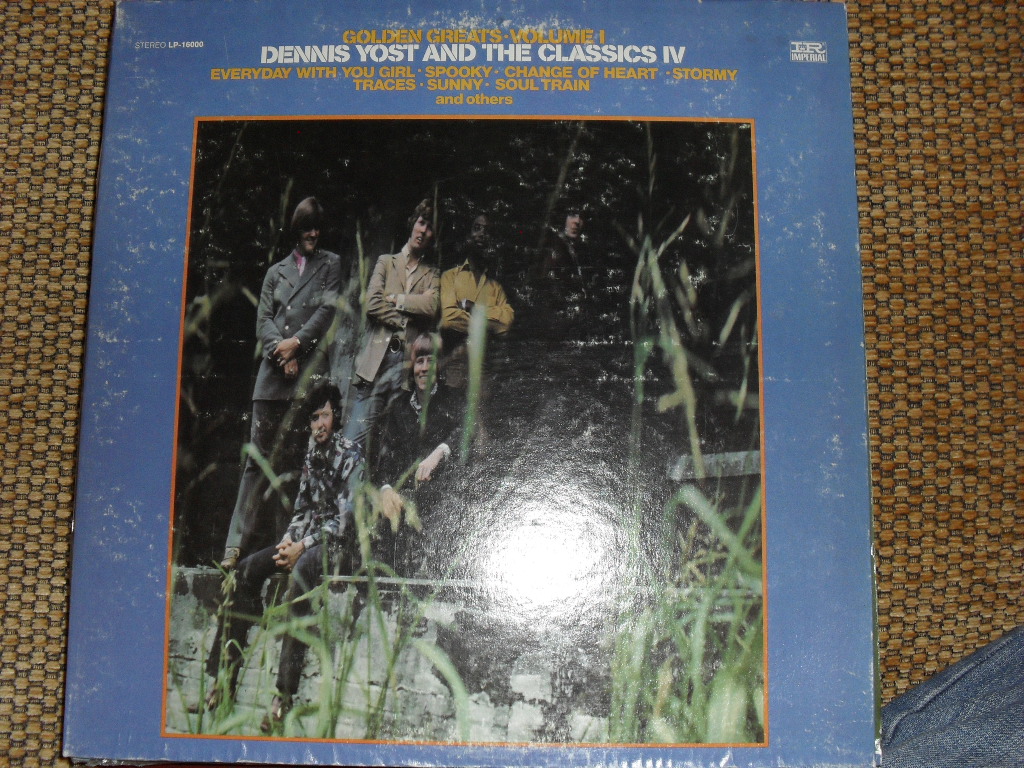 GOLDEN GREATS·VOLUME I
STEREO LP-16000
DENNIS YOST AND THE CLASSICS IV
IR
IMPERIAL
EVERYDAY WITH YOU GIRL · SPOOKY · CHANGE OF HEART · STORMY
TRACES · SUNNY · SOUL TRAIN
and others